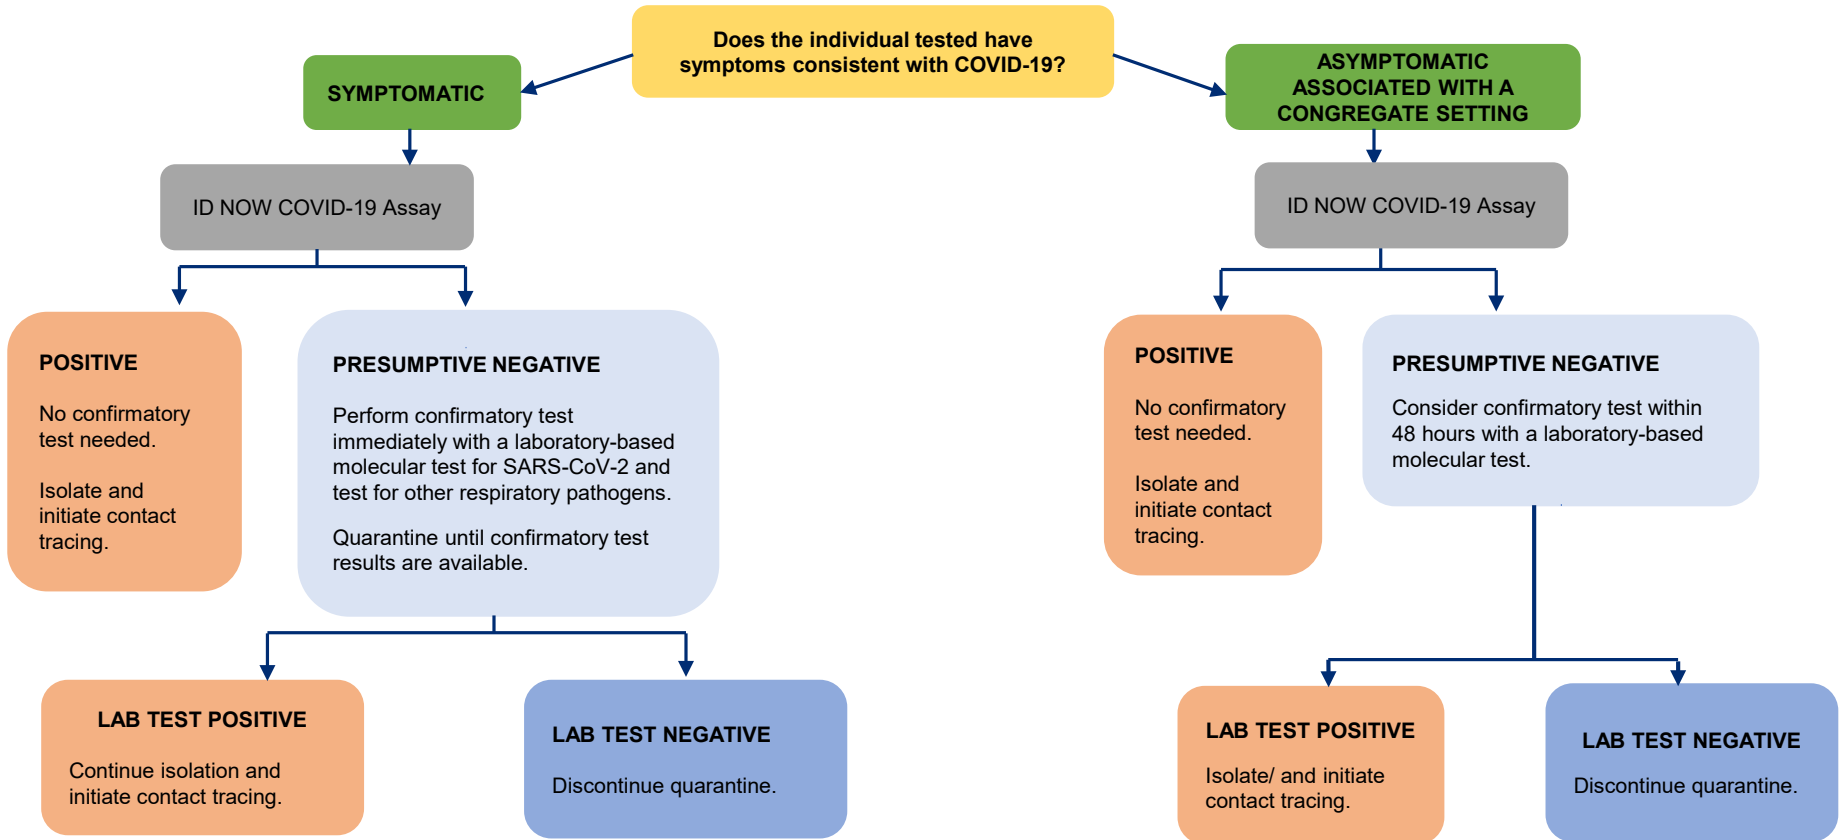 Does the individual tested have
symptoms consistent with COVID-19?
SYMPTOMATIC
ASYMPTOMATIC
ASSOCIATED WITH A
CONGREGATE SETTING
ID NOW COVID-19 Assay
ID NOW COVID-19 Assay
POSITIVE
No confirmatory
test needed.
Isolate and
initiate contact
tracing.
PRESUMPTIVE NEGATIVE
Perform confirmatory test
immediately with a laboratory-based
molecular test for SARS-CoV-2 and
test for other respiratory pathogens.
Quarantine until confirmatory test
results are available.
POSITIVE
No confirmatory
test needed.
Isolate and
initiate contact
tracing.
PRESUMPTIVE NEGATIVE
Consider confirmatory test within
48 hours with a laboratory-based
molecular test.
LAB TEST POSITIVE
Continue isolation and
initiate contact tracing.
LAB TEST NEGATIVE
Discontinue quarantine.
LAB TEST POSITIVE
Isolate/ and initiate
contact tracing.
LAB TEST NEGATIVE
Discontinue quarantine.